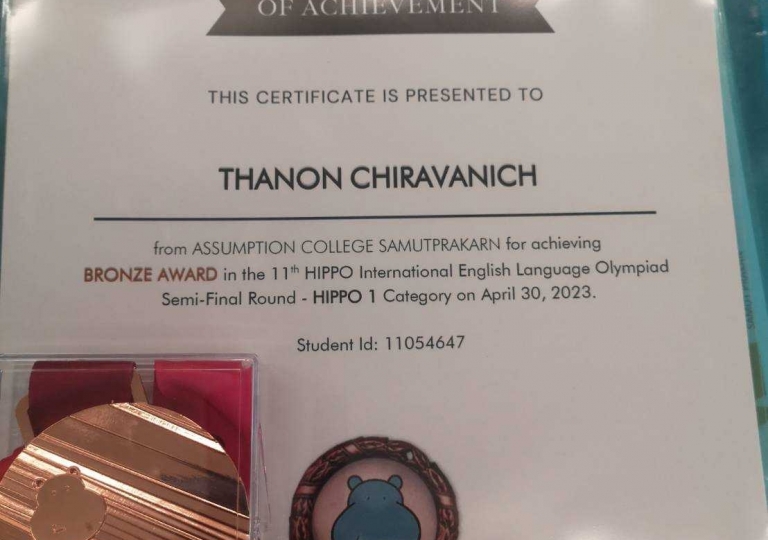 OF ACHIEVEMENT
THIS CERTIFICATE IS PRESENTED TO
THANON CHIRAVANICH
from ASSUMPTION COLLEGE SAMUTPRAKARN for achieving
BRONZE AWARD in the 11th HIPPO International English Language Olympiad
Semi-Final Round - HIPPO 1 Category on April 30, 2023.
Student Id: 11054647